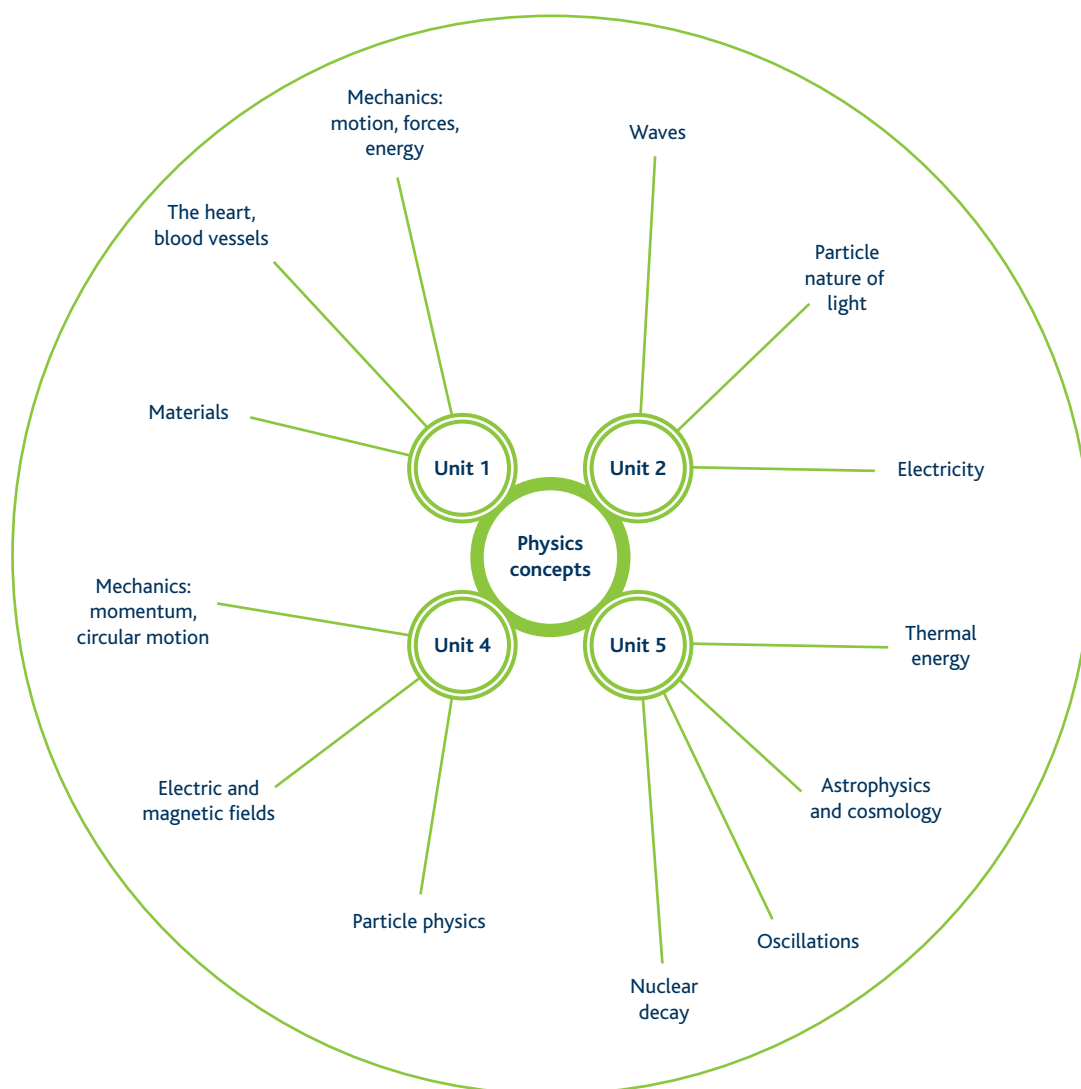 Mechanics:
motion, forces,
energy
Waves
The heart,
blood vessels
Particle
nature of
light
Materials
Unit 1
Unit 2
Electricity
Physics
concepts
Mechanics:
momentum,
circular motion
Unit 4
Unit 5
Thermal
energy
Electric and
magnetic fields
Astrophysics
and cosmology
Particle physics
Oscillations
Nuclear
decay